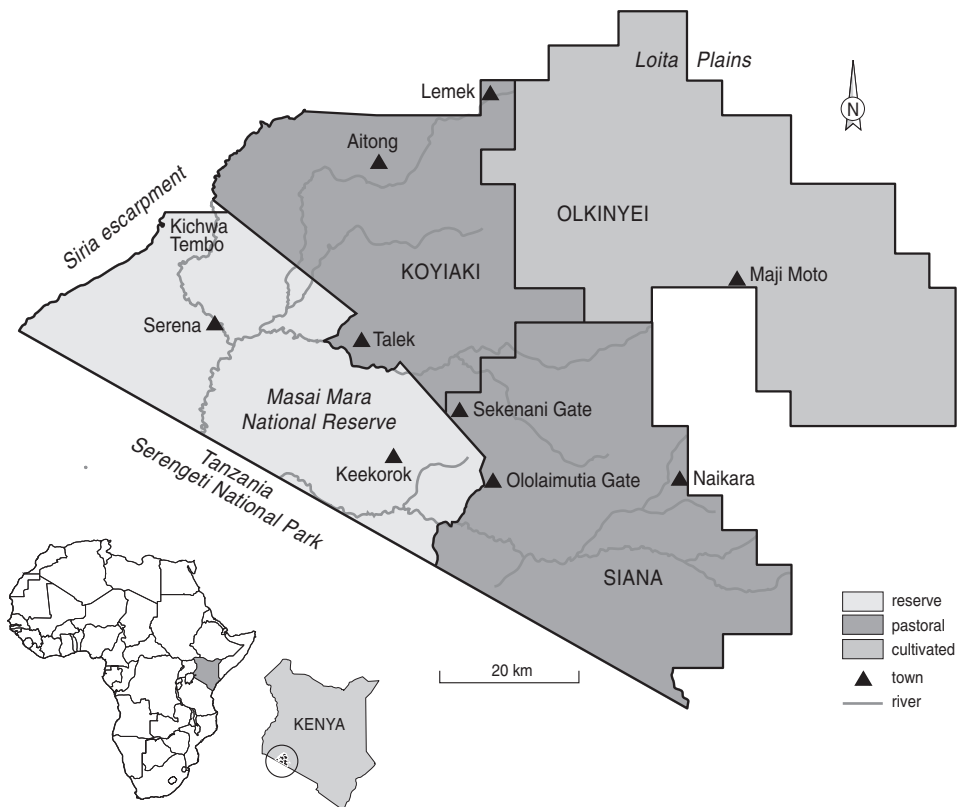 Loita Plains
N
Lemek
Aitong
Siria escarpment
Kichwa
Tembo
OLKINYEI
KOYIAKI
Maji Moto
Serena
Talek
Masai Mara
National Reserve
Sekenani Gate
Keekorok
Ololaimutia Gate
Naikara
Tanzania
Serengeti National Park
SIANA
reserve
pastoral
cultivated
town
river
20 km
KENYA